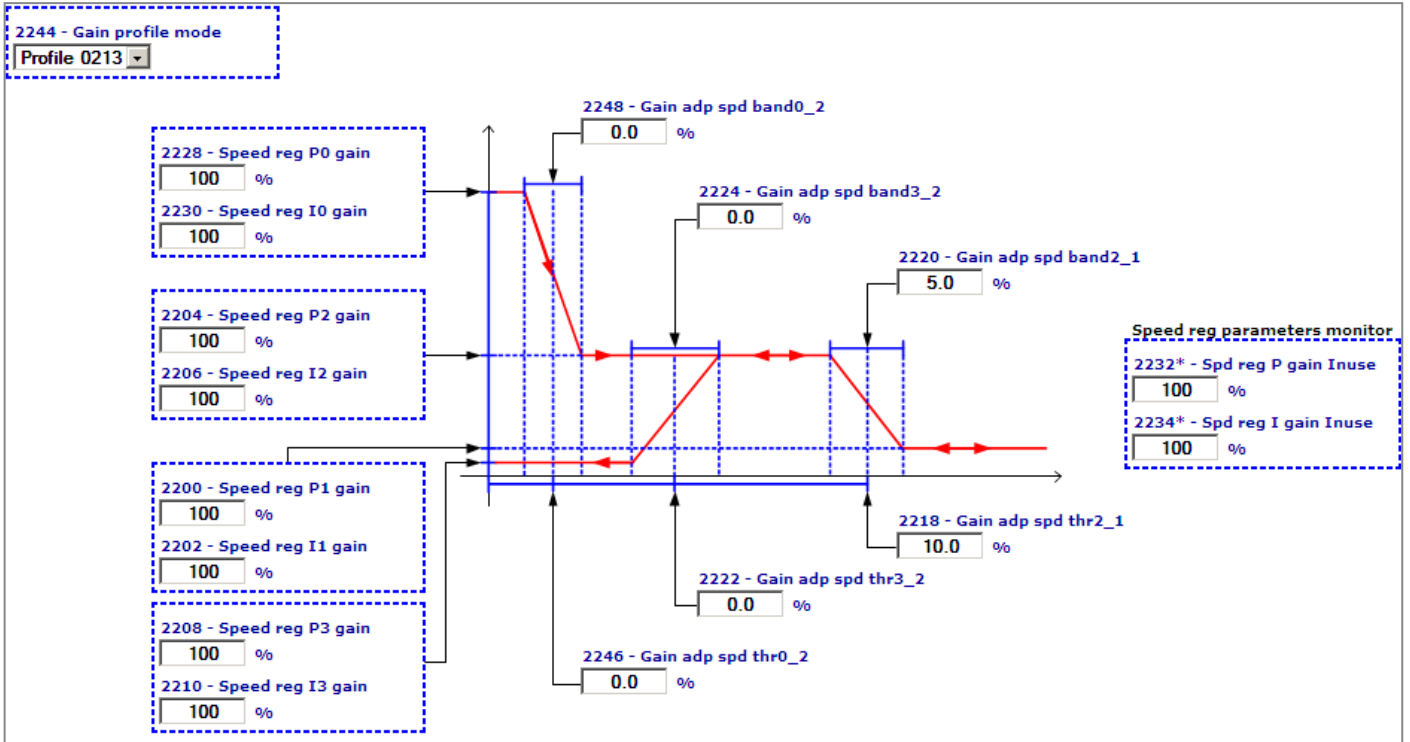 2244 - Gain profile mode
Profile 0213
2248 - Gain adp spd band0_2
0.0 %
2228 - Speed reg P0 gain
100 %
2230 - Speed reg I0 gain
100 %
2224 - Gain adp spd band3_2
0.0 %
2220 - Gain adp spd band2_1
5.0 %
2204 - Speed reg P2 gain
100 %
2206 - Speed reg I2 gain
100 %
Speed reg parameters monitor
2232* - Spd reg P gain Inuse
100 %
2234* - Spd reg I gain Inuse
100 %
2200 - Speed reg P1 gain
100 %
2202 - Speed reg I1 gain
100 %
2218 - Gain adp spd thr2_1
10.0 %
2222 - Gain adp spd thr3_2
0.0 %
2208 - Speed reg P3 gain
100 %
2210 - Speed reg I3 gain
100 %
2246 - Gain adp spd thr0_2
0.0 %